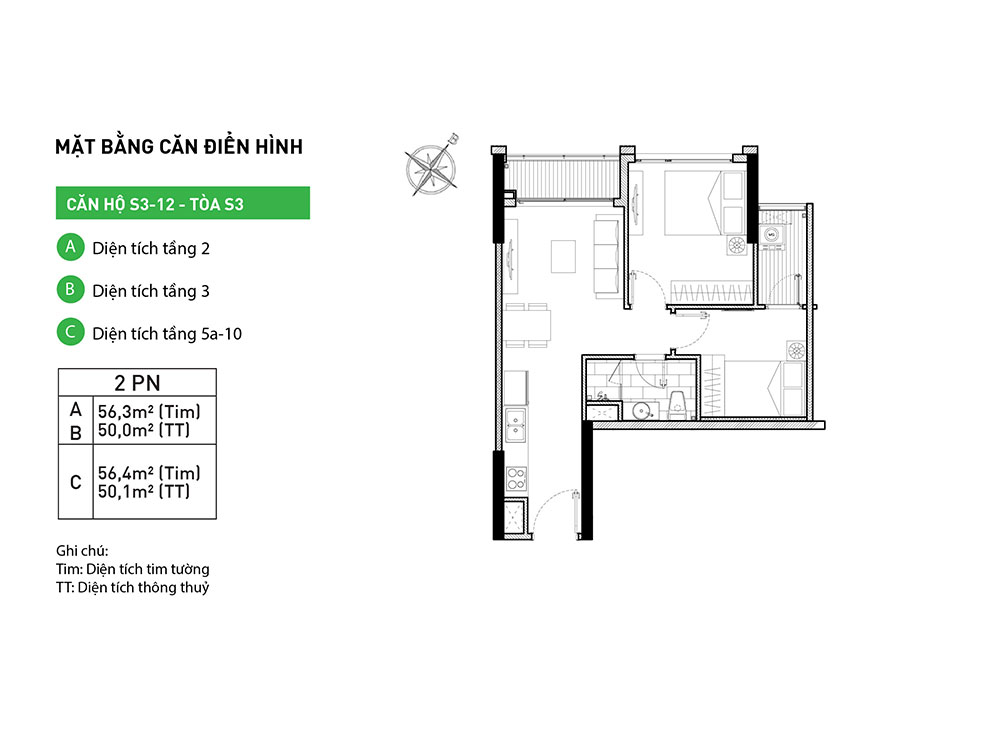 MẶT BẰNG CĂN ĐIỂN HÌNH
B
CĂN HỘ S3-12 - TÒA S3
A Diện tích tầng 2
B Diện tích tầng 3
C Diện tích tầng 5a-10
2 PN
A 56,3m² (Tim)
B 50,0m² (TT)
C 56,4m² (Tim)
50,1m² (TT)
Ghi chú:
Tim: Diện tích tim tường
TT: Diện tích thông thuỷ